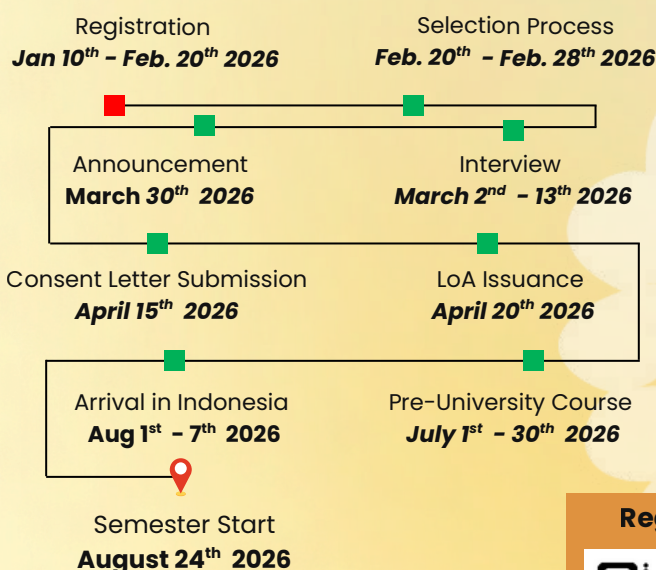 Registration
Jan 10th - Feb. 20th 2026
Selection Process
Feb. 20th - Feb. 28th 2026
Announcement
March 30th 2026
Interview
March 2nd - 13th 2026
Consent Letter Submission
April 15th 2026
LoA Issuance
April 20th 2026
Arrival in Indonesia
Aug 1st - 7th 2026
Pre-University Course
July 1st - 30th 2026
Semester Start
August 24th 2026